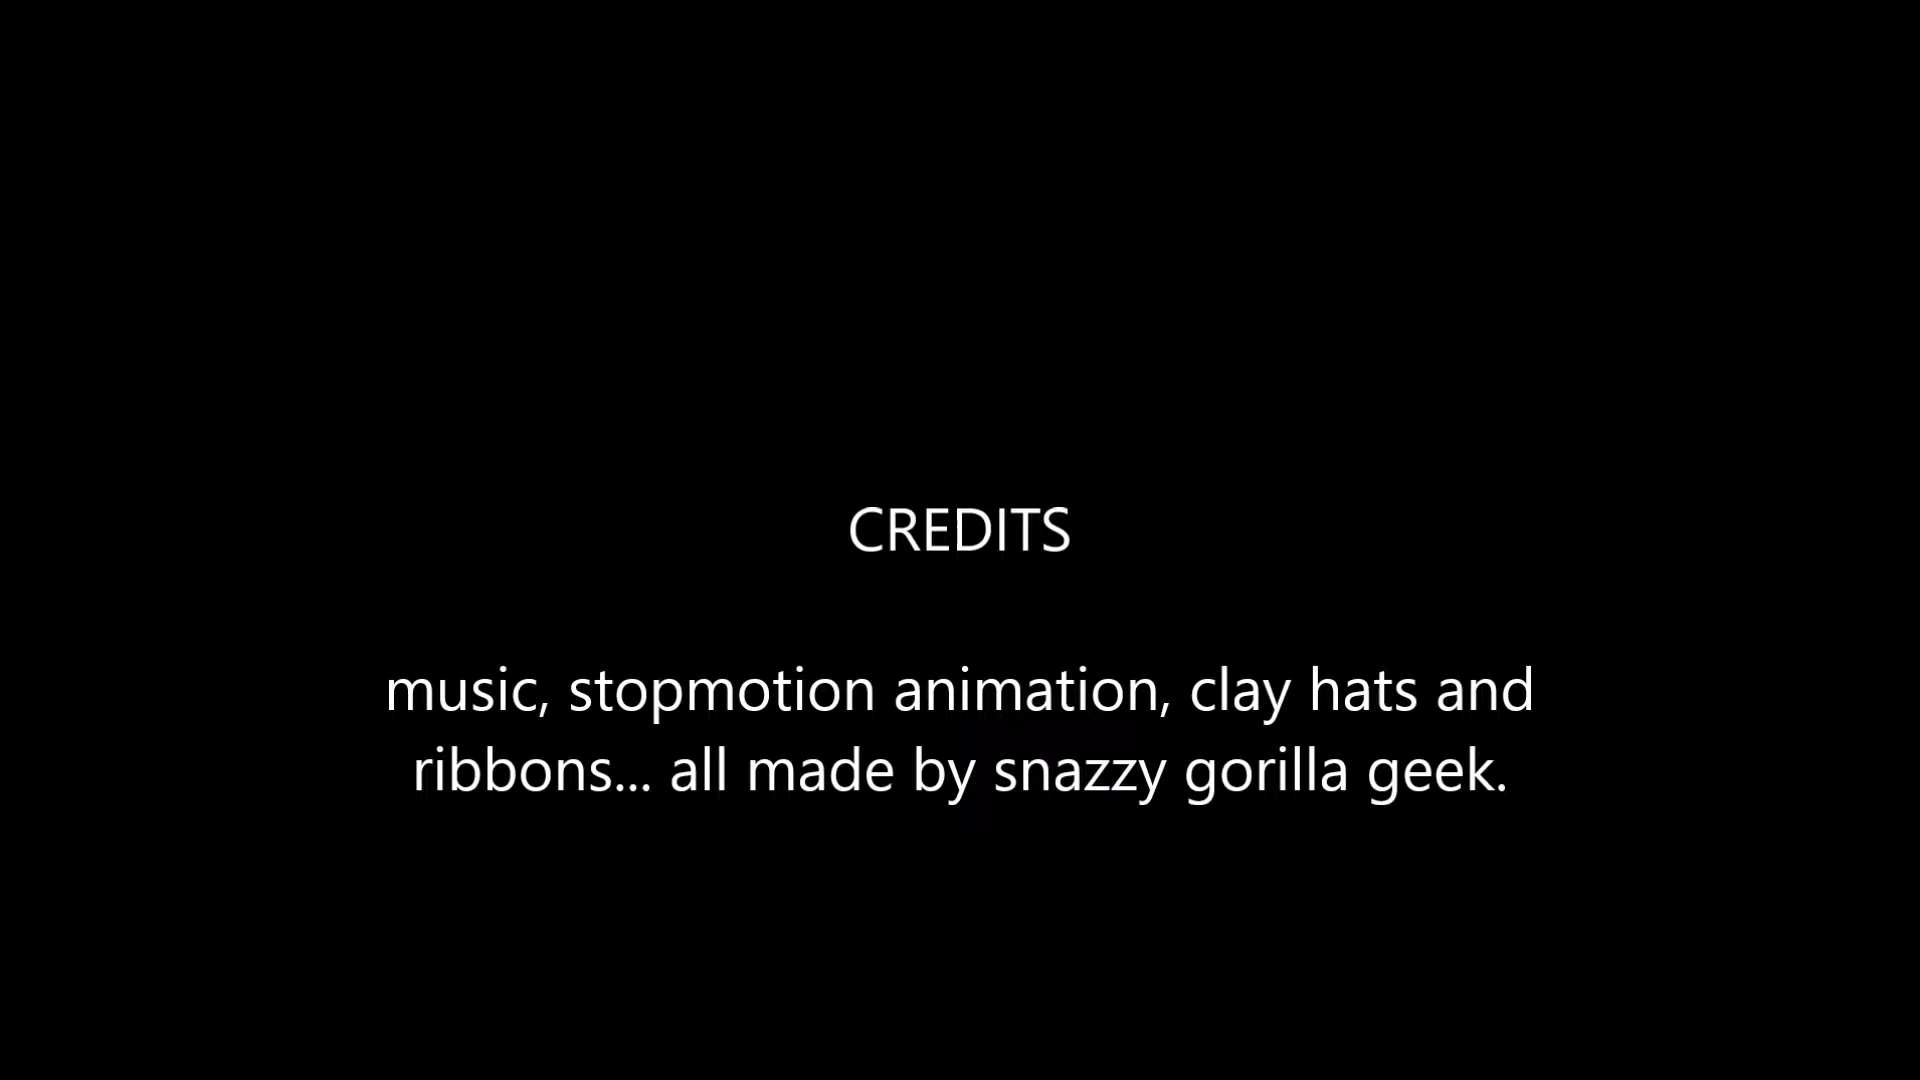 CREDITS
music, stopmotion animation, clay hats and
ribbons... all made by snazzy gorilla geek.